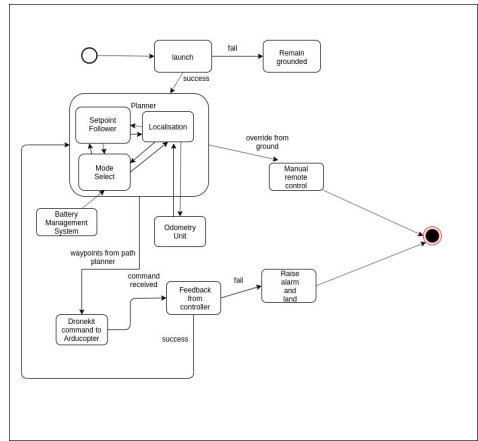 launch
fail
Remain
grounded
success
Planner
Setpoint
Follower
Localisation
Mode
Select
override from
ground
Manual
remote
control
Battery
Management
System
Odometry
Unit
waypoints from path
planner
command
received
Feedback
from
controller
fail
Raise
alarm
and
land
Dronekit
command to
Arducopter
success